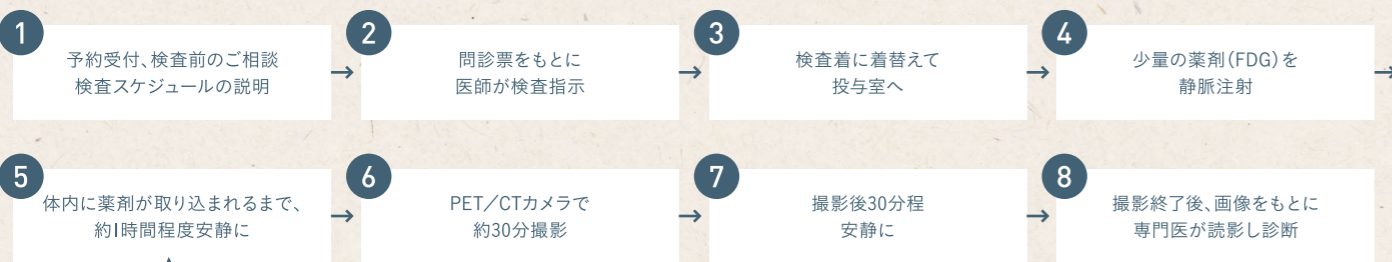 1
予約受付、検査前のご相談
検査スケジュールの説明
2
問診票をもとに
医師が検査指示
3
検査着に着替えて
投与室へ
4
少量の薬剤(FDG)を
静脈注射
5
体内に薬剤が取り込まれるまで、
約1時間程度安静に
6
PET/CTカメラで
約30分撮影
7
撮影後30分程
安静に
8
撮影終了後、画像をもとに
専門医が読影し診断